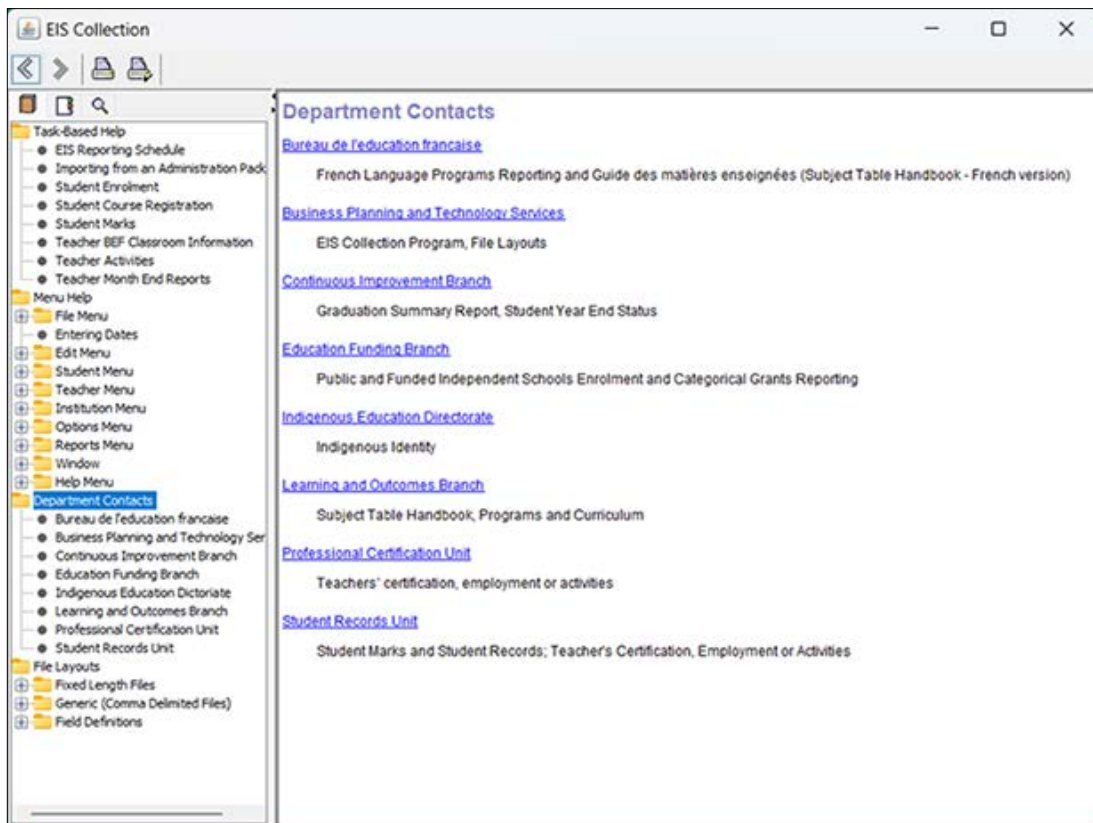 EIS Collection
Task-Based Help
EIS Reporting Schedule
Importing from an Administration Pack
Student Enrolment
Student Course Registration
Student Marks
Teacher BEF Classroom Information
Teacher Activities
Teacher Month End Reports
Menu Help
File Menu
Entering Dates
Edit Menu
Student Menu
Teacher Menu
Institution Menu
Options Menu
Reports Menu
Window
Help Menu
Department Contacts
Bureau de l'education francaise
Business Planning and Technology Ser
Continuous Improvement Branch
Education Funding Branch
Indigenous Education Dictoriate
Learning and Outcomes Branch
Professional Certification Unit
Student Records Unit
File Layouts
Fixed Length Files
Generic (Comma Delimited Files)
Field Definitions
Department Contacts
Bureau de l'education francaise
French Language Programs Reporting and Guide des matières enseignées (Subject Table Handbook - French version)
Business Planning and Technology Services
EIS Collection Program, File Layouts
Continuous Improvement Branch
Graduation Summary Report, Student Year End Status
Education Funding Branch
Public and Funded Independent Schools Enrolment and Categorical Grants Reporting
Indigenous Education Directorate
Indigenous Identity
Learning and Outcomes Branch
Subject Table Handbook, Programs and Curriculum
Professional Certification Unit
Teachers' certification, employment or activities
Student Records Unit
Student Marks and Student Records; Teacher's Certification, Employment or Activities